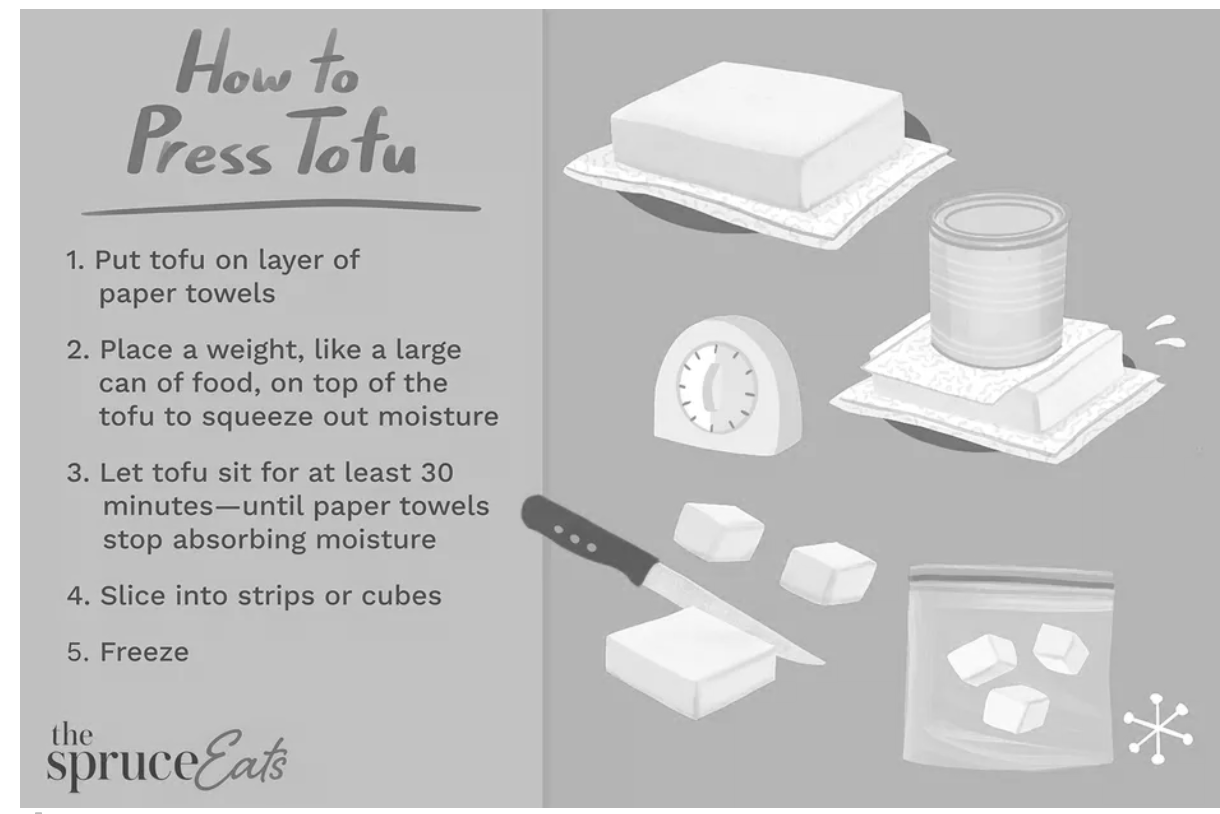 How to
Press Tofu
1. Put tofu on layer of
paper towels
2. Place a weight, like a large
can of food, on top of the
tofu to squeeze out moisture
3. Let tofu sit for at least 30
minutes—until paper towels
stop absorbing moisture
4. Slice into strips or cubes
5. Freeze
the
spruce Eats